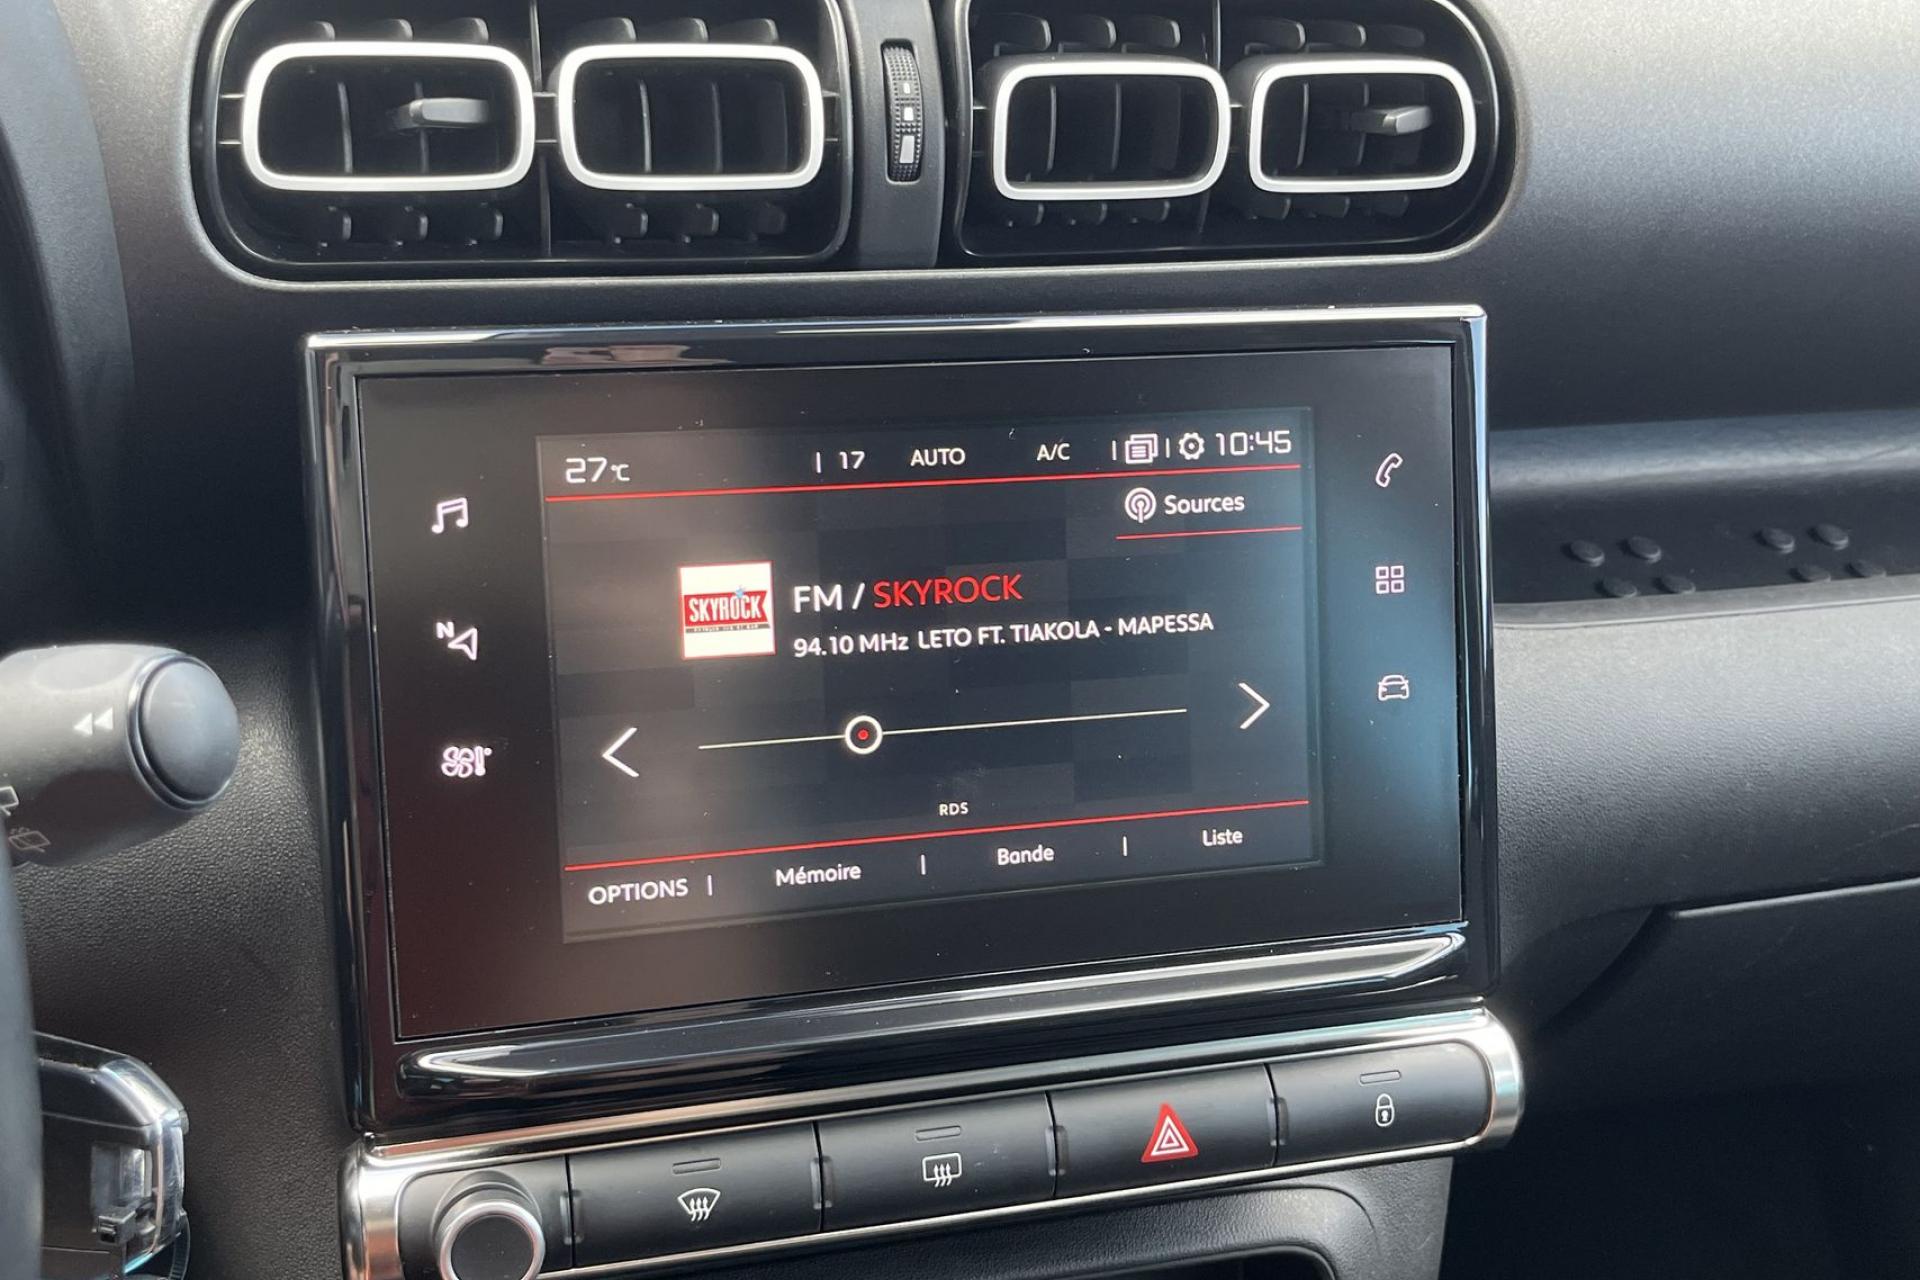 27°C | 17 AUTO A/C | | 10:45
Sources
SKYROCK
FM / SKYROCK
94.10 MHz LETO FT. TIAKOLA - MAPESSA
N
RDS
OPTIONS | Mémoire | Bande | Liste